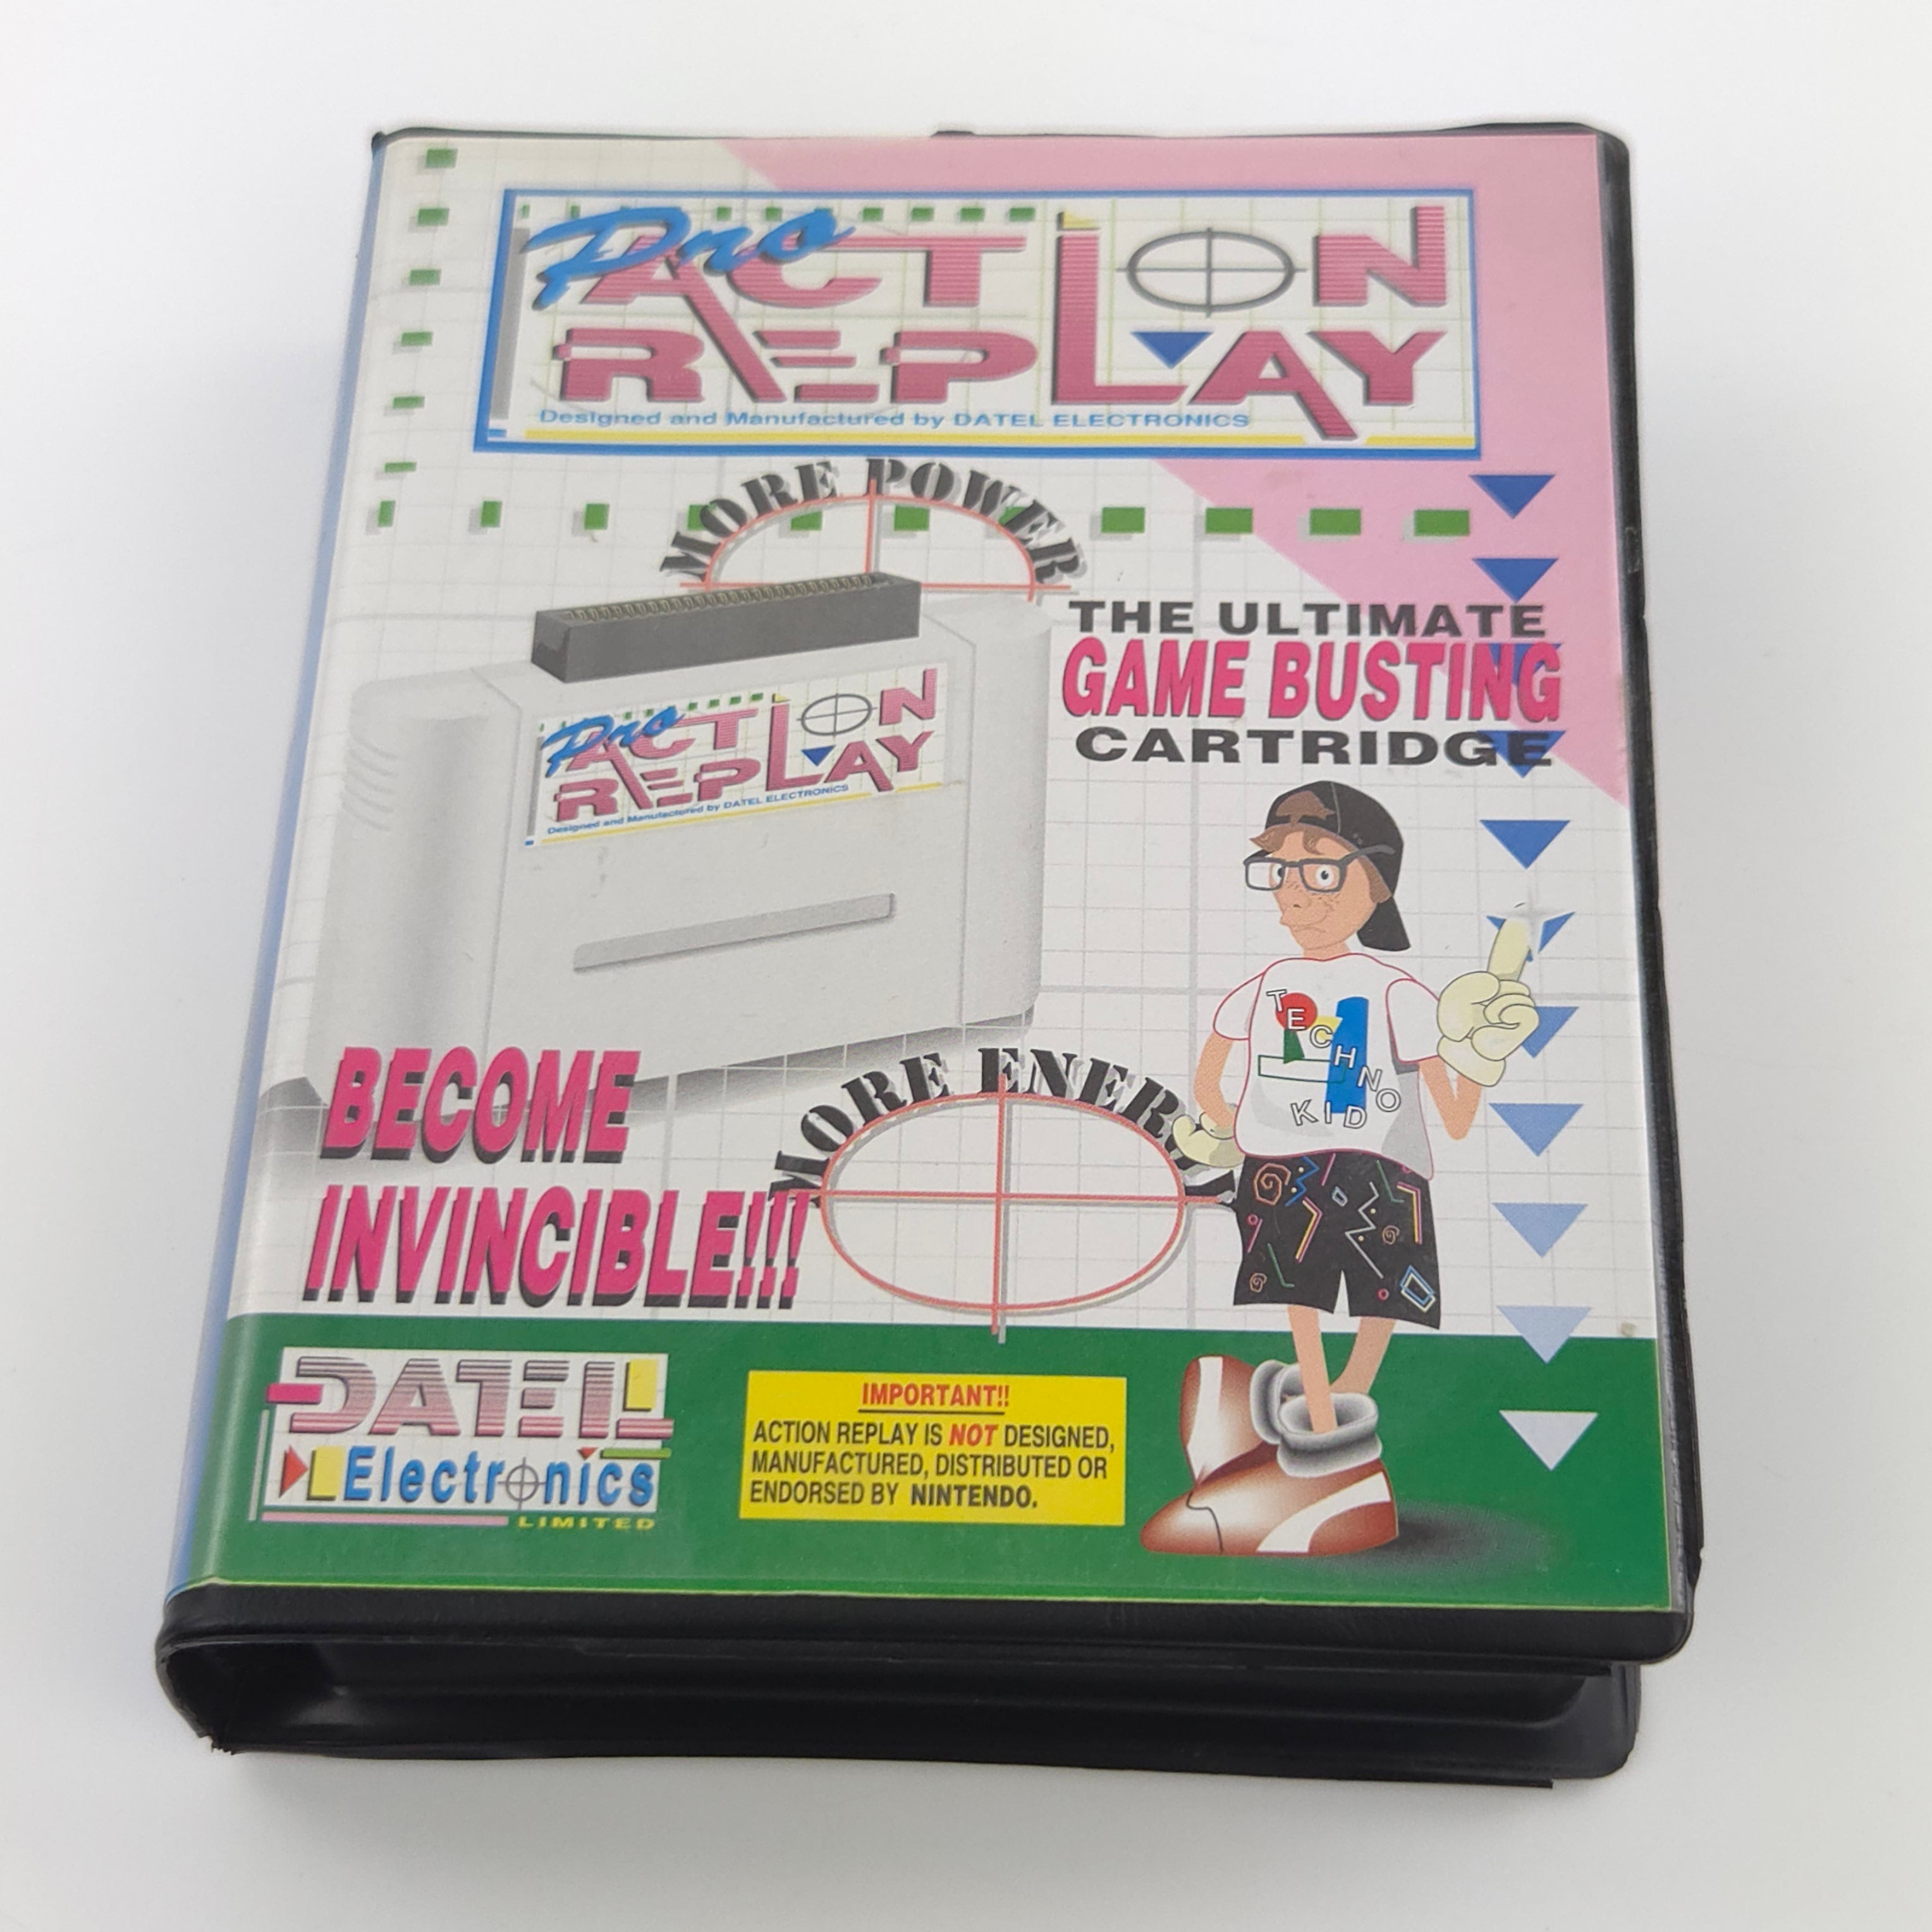 Pro
ACTION
REPLAY
Designed and Manufactured by DATEL ELECTRONICS
MORE POWER
THE ULTIMATE
GAME BUSTING
CARTRIDGE
Pro
ACTION
REPLAY
Designed and Manufactured by DATEL ELECTRONICS
TECHNO
KID
BECOME
INVINCIBLE!!!
MORE ENERGY
DATEL
Electronics
LIMITED
IMPORTANT!!
ACTION REPLAY IS NOT DESIGNED,
MANUFACTURED, DISTRIBUTED OR
ENDORSED BY NINTENDO.